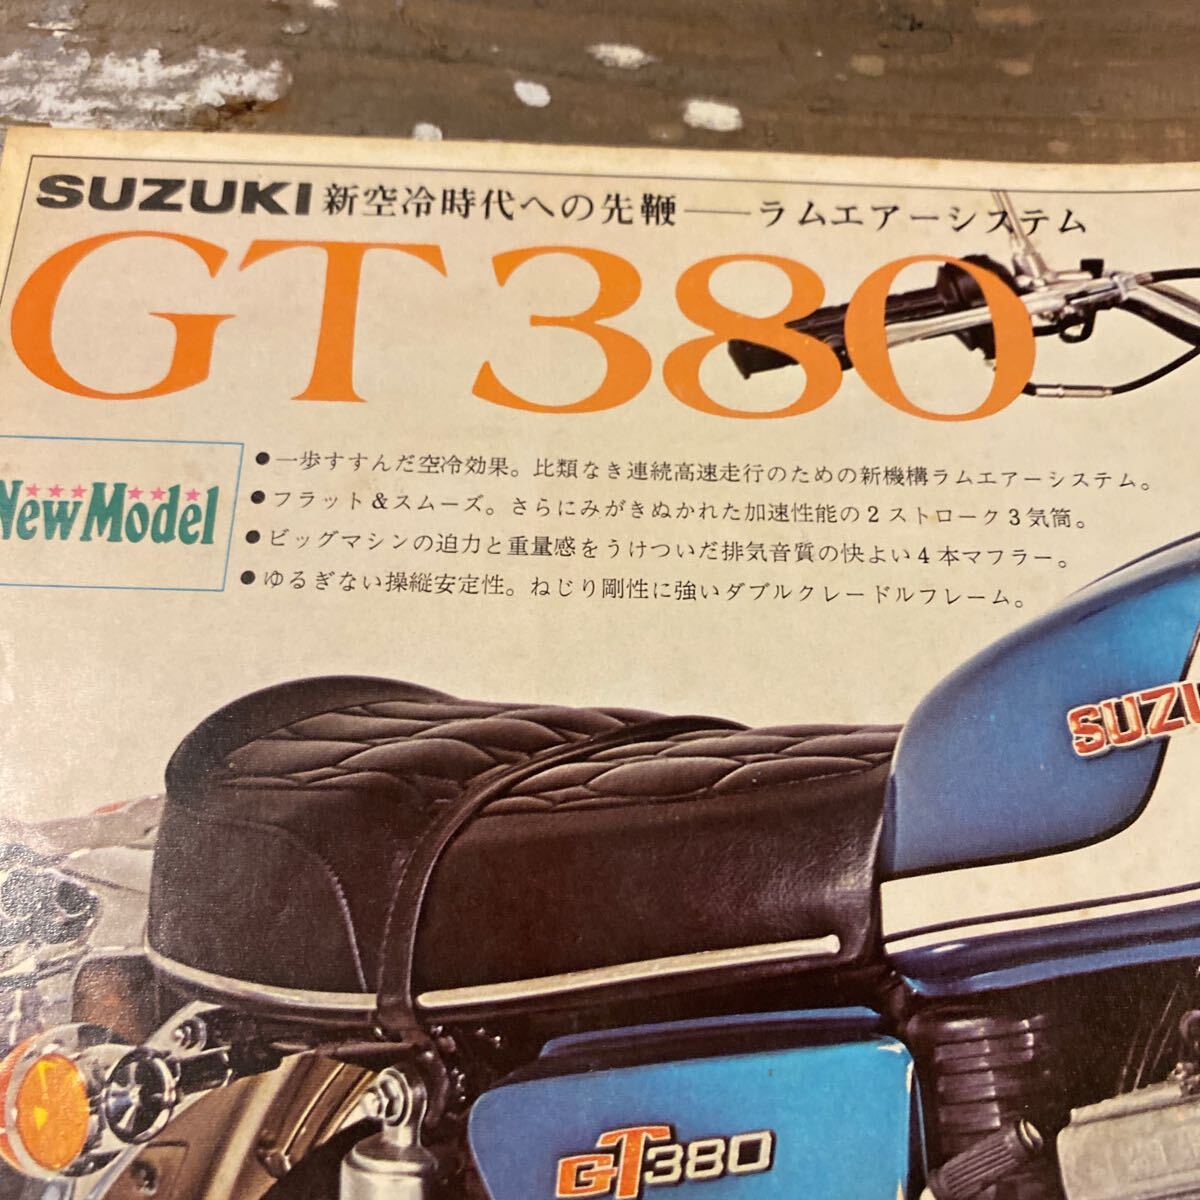 SUZUKI 新空冷時代への先鞭——ラムエアーシステム
GT380
New Model
●一歩すすんだ空冷効果。比類なき連続高速走行のための新機構ラムエアーシステム。
●フラット＆スムーズ。さらにみがきぬかれた加速性能の2ストローク3気筒。
●ビッグマシンの迫力と重量感をうけついだ排気音質の快よい4本マフラー。
●ゆるぎない操縦安定性。ねじり剛性に強いダブルクレードルフレーム。
SUZU
GT380